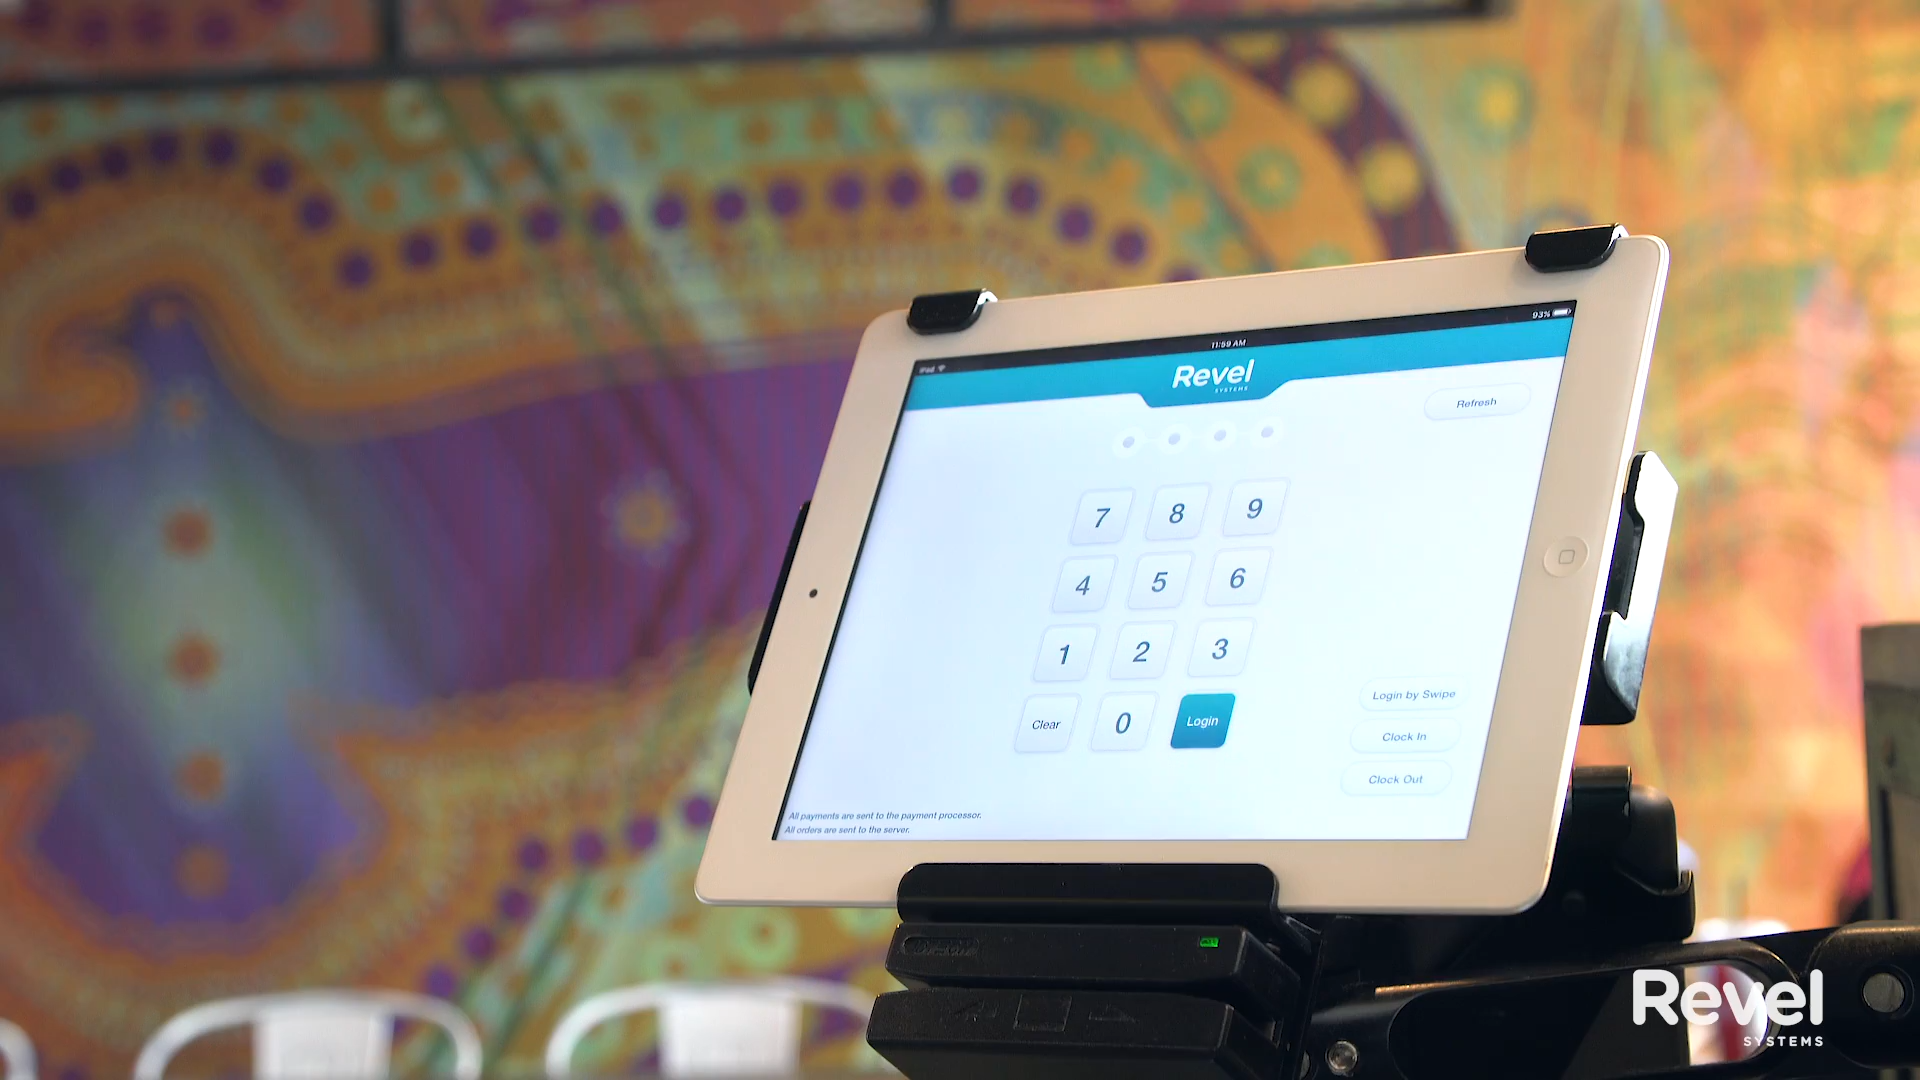 iPad 11:59 AM 93%
Revel
SYSTEMS
Refresh
7 8 9
4 5 6
1 2 3
Clear 0 Login
Login by Swipe
Clock In
Clock Out
All payments are sent to the payment processor.
All orders are sent to the server.
Revel
SYSTEMS